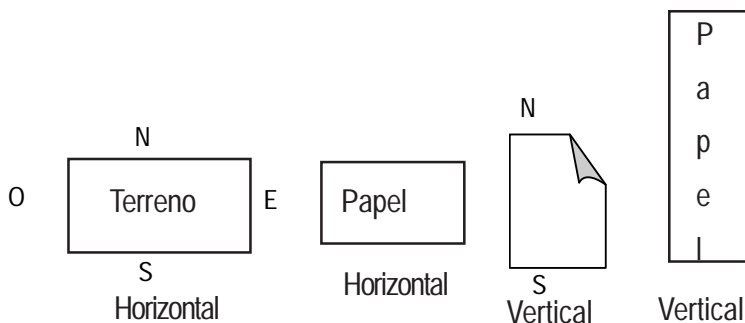 N
O Terreno E
S
Horizontal
Papel
Horizontal
N
S
Vertical
P
a
p
e
l
Vertical